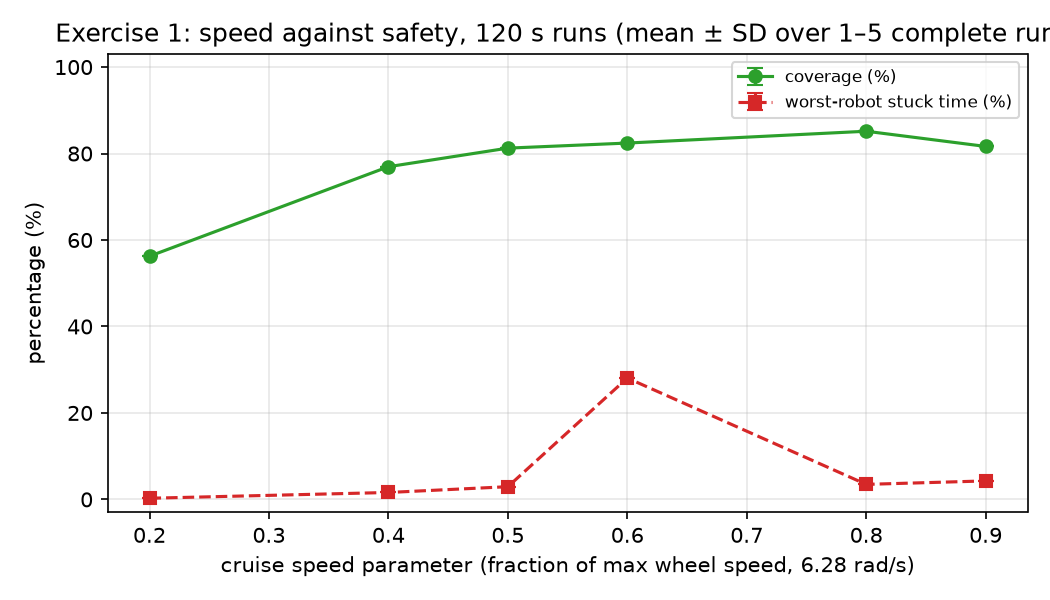 Exercise 1: speed against safety, 120 s runs (mean ± SD over 1–5 complete run
coverage (%)
worst-robot stuck time (%)
percentage (%)
100
80
60
40
20
0
0.2 0.3 0.4 0.5 0.6 0.7 0.8 0.9
cruise speed parameter (fraction of max wheel speed, 6.28 rad/s)